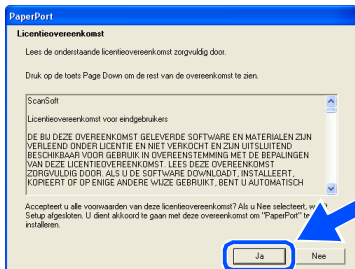 PaperPort
Licentieovereenkomst
Lees de onderstaande licentieovereenkomst zorgvuldig door.
Druk op de toets Page Down om de rest van de overeenkomst te zien.
ScanSoft
Licentieovereenkomst voor eindgebruikers
DE BIJ DEZE OVEREENKOMST GELEVERDE SOFTWARE EN MATERIALEN ZIJN
VERLEEND ONDER LICENTIE EN NIET VERKOCHT EN ZIJN UITSLUITEND
BESCHIKBAAR VOOR GEBRUIK IN OVEREENSTEMMING MET DE BEPALINGEN
VAN DEZE LICENTIEOVEREENKOMST. LEES DEZE OVEREENKOMST
ZORGVULDIG DOOR. ALS U DE SOFTWARE DOWNLOADT, INSTALLEERT,
KOPIEERT OF OP ENIGE ANDERE WIJZE GEBRUIKT, BENT U AUTOMATISCH
Accepteert u alle voorwaarden van deze licentieovereenkomst? Als u Nee selecteert,
Setup afgesloten. U dient akkoord te gaan met deze overeenkomst om "PaperPort" te
installeren.
Ja
Nee